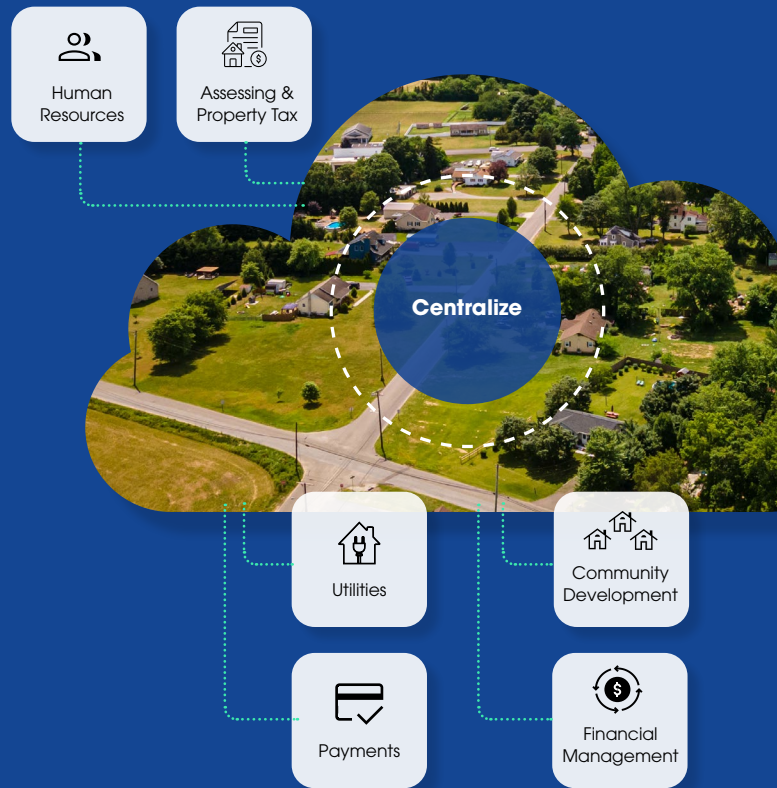 Human
Resources
Assessing &
Property Tax
Centralize
Utilities
Community
Development
Payments
Financial
Management